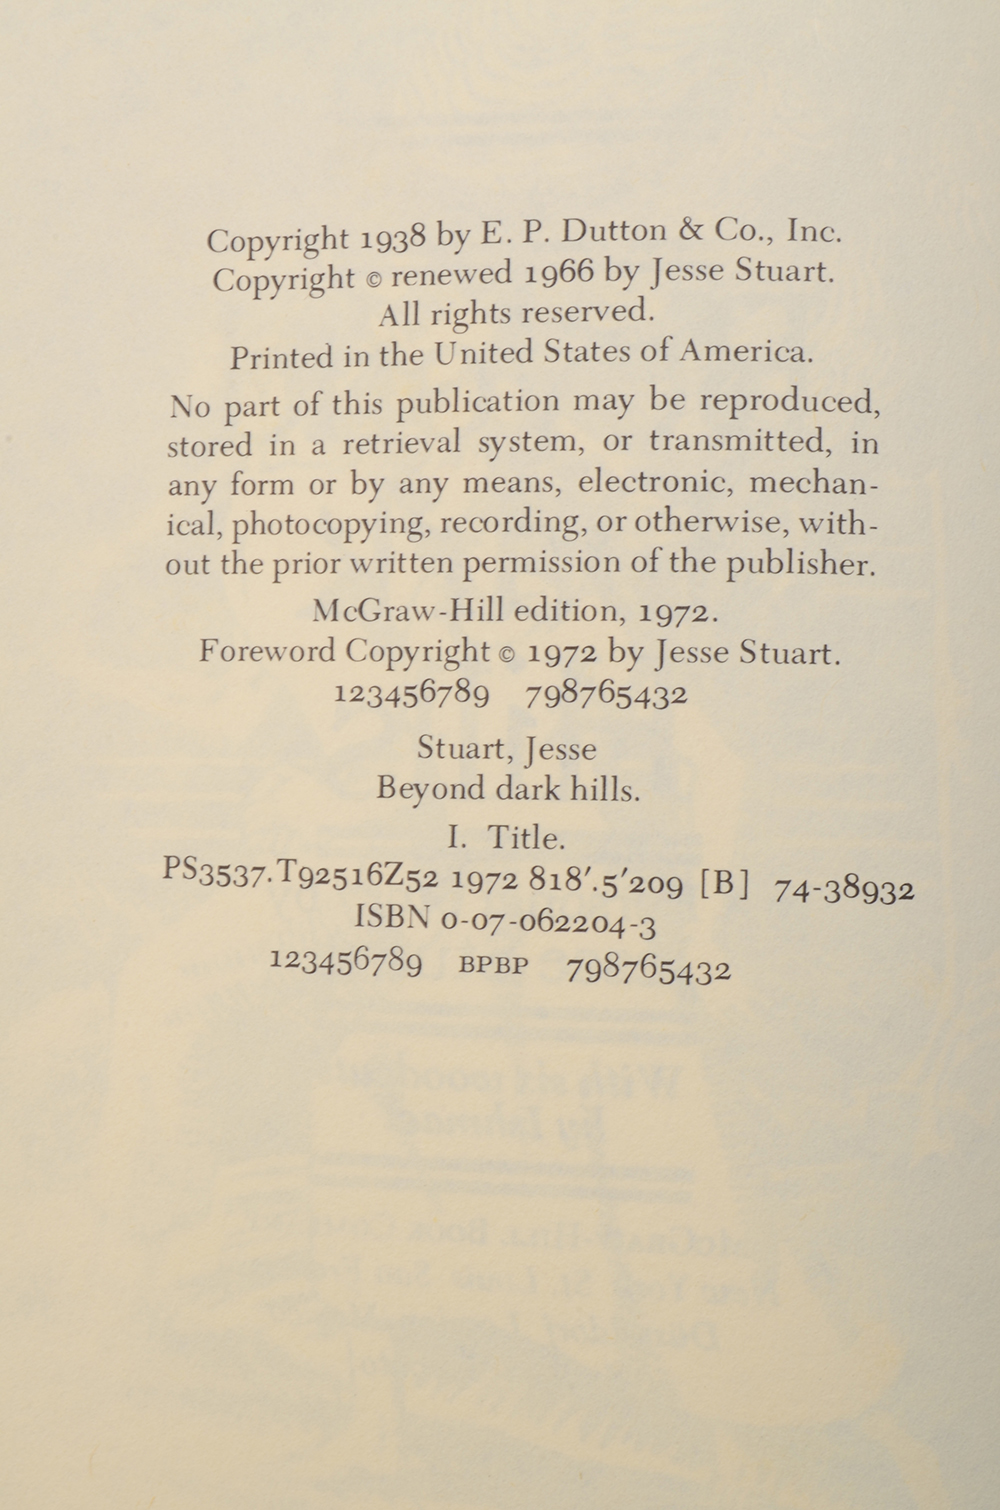 Copyright 1938 by E. P. Dutton & Co., Inc.
Copyright © renewed 1966 by Jesse Stuart.
All rights reserved.
Printed in the United States of America.
No part of this publication may be reproduced,
stored in a retrieval system, or transmitted, in
any form or by any means, electronic, mechan-
ical, photocopying, recording, or otherwise, with-
out the prior written permission of the publisher.
McGraw-Hill edition, 1972.
Foreword Copyright © 1972 by Jesse Stuart.
123456789 798765432
Stuart, Jesse
Beyond dark hills.
I. Title.
PS3537.T92516Z52 1972 818′.5′209 [B] 74-38932
ISBN 0-07-062204-3
123456789 BPBP 798765432